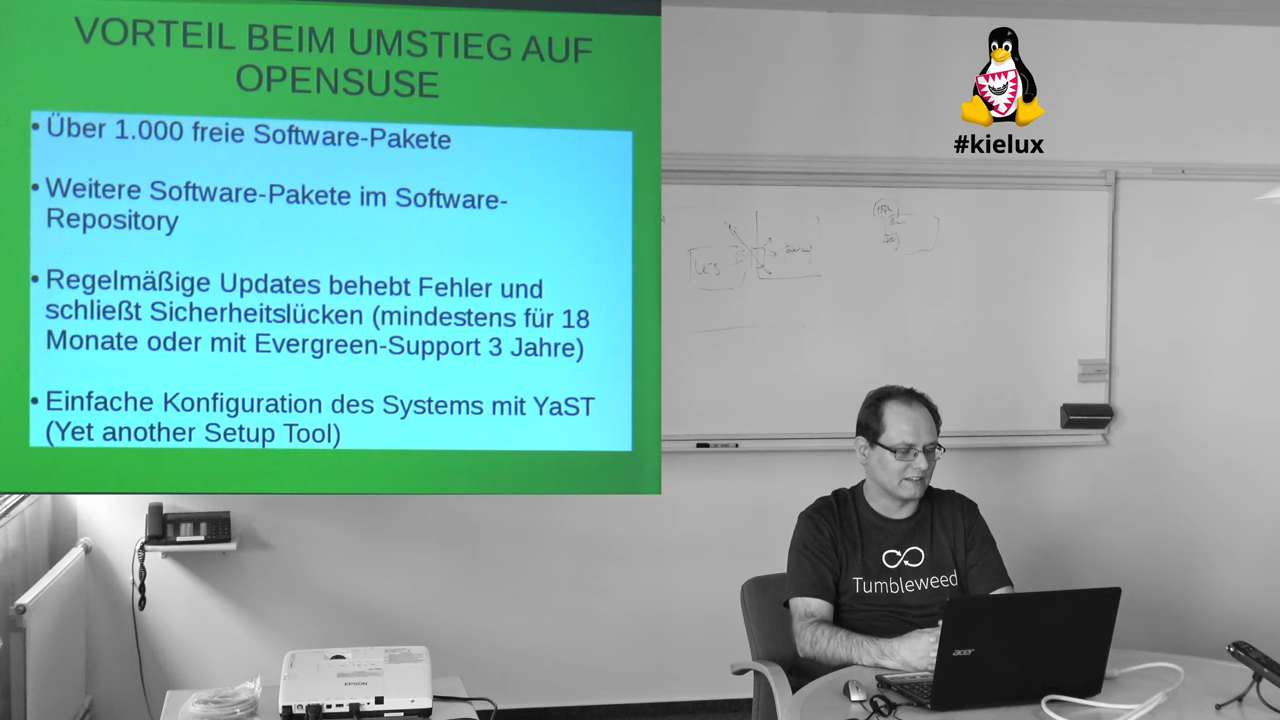 VORTEIL BEIM UMSTIEG AUF
OPENSUSE
• Über 1.000 freie Software-Pakete
• Weitere Software-Pakete im Software-
Repository
• Regelmäßige Updates behebt Fehler und
schließt Sicherheitslücken (mindestens für 18
Monate oder mit Evergreen-Support 3 Jahre)
• Einfache Konfiguration des Systems mit YaST
(Yet another Setup Tool)
#kielux
Tumbleweed
acer
EPSON